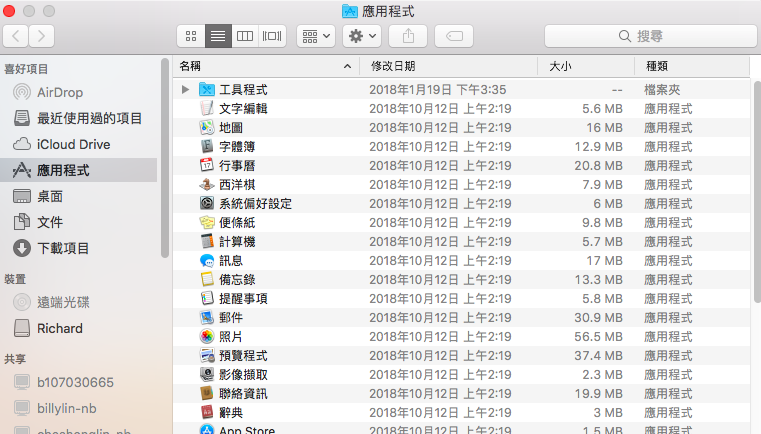 應用程式
搜尋
喜好項目
AirDrop
最近使用過的項目
iCloud Drive
應用程式
桌面
文件
下載項目
裝置
遠端光碟
Richard
共享
b107030665
billylin-nb
名稱 修改日期 大小 種類
工具程式 2018年1月19日 下午3:35 -- 檔案夾
文字編輯 2018年10月12日 上午2:19 5.6 MB 應用程式
地圖 2018年10月12日 上午2:19 16 MB 應用程式
字體簿 2018年10月12日 上午2:19 12.9 MB 應用程式
行事曆 2018年10月12日 上午2:19 20.8 MB 應用程式
西洋棋 2018年10月12日 上午2:19 7.9 MB 應用程式
系統偏好設定 2018年10月12日 上午2:19 6 MB 應用程式
便條紙 2018年10月12日 上午2:19 9.8 MB 應用程式
計算機 2018年10月12日 上午2:19 5.7 MB 應用程式
訊息 2018年10月12日 上午2:19 17 MB 應用程式
備忘錄 2018年10月12日 上午2:19 13.3 MB 應用程式
提醒事項 2018年10月12日 上午2:19 5.8 MB 應用程式
郵件 2018年10月12日 上午2:19 30.9 MB 應用程式
照片 2018年10月12日 上午2:19 56.5 MB 應用程式
預覽程式 2018年10月12日 上午2:19 37.4 MB 應用程式
影像擷取 2018年10月12日 上午2:19 2.3 MB 應用程式
聯絡資訊 2018年10月12日 上午2:19 19.9 MB 應用程式
辭典 2018年10月12日 上午2:19 3 MB 應用程式
App Store 2018年10月12日 上午2:19 1.5 MB 應用程式